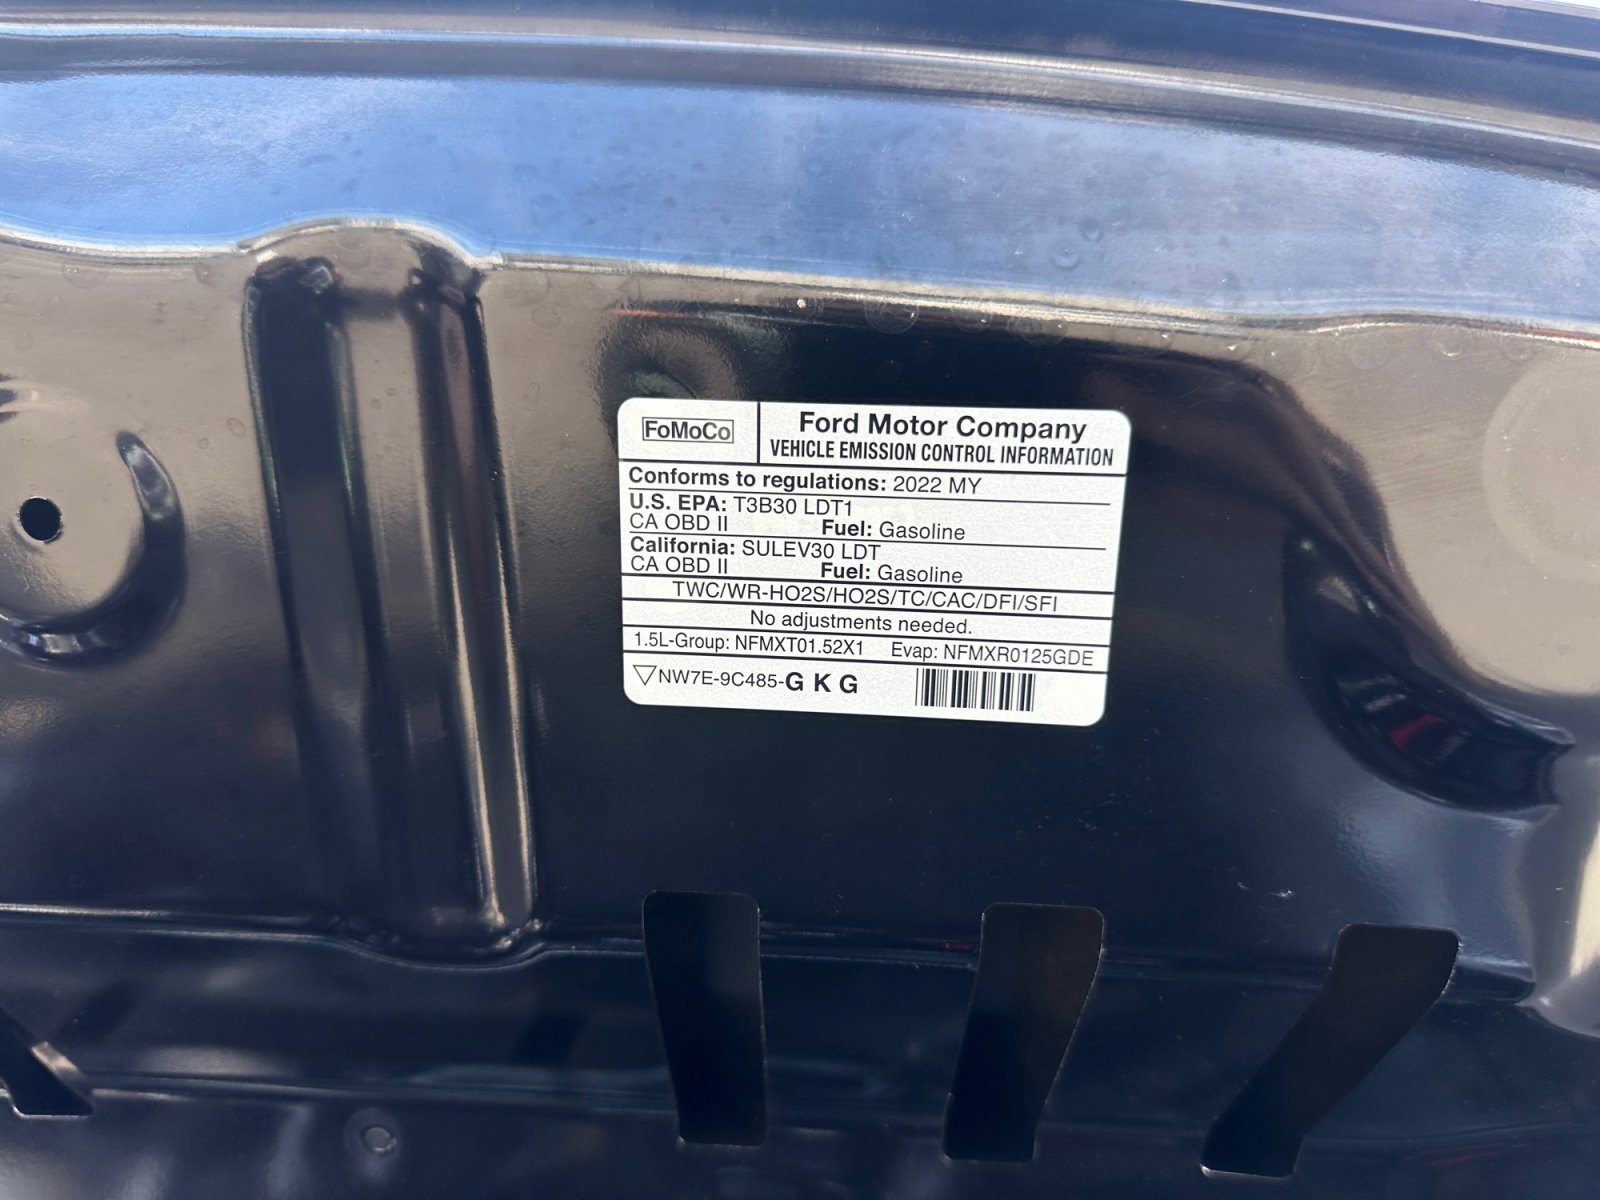 FoMoCo
Ford Motor Company
VEHICLE EMISSION CONTROL INFORMATION
Conforms to regulations: 2022 MY
U.S. EPA: T3B30 LDT1
CA OBD II Fuel: Gasoline
California: SULEV30 LDT
CA OBD II Fuel: Gasoline
TWC/WR-HO2S/HO2S/TC/CAC/DFI/SFI
No adjustments needed.
1.5L-Group: NFMXT01.52X1 Evap: NFMXR0125GDE
NW7E-9C485-G K G